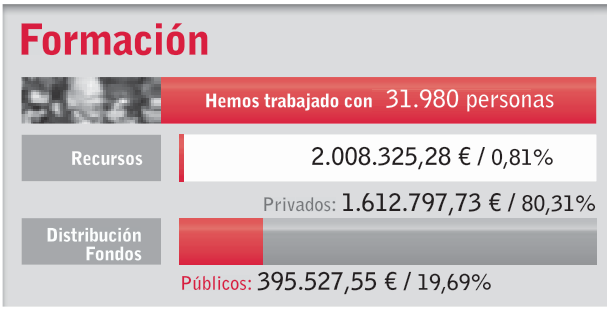 Formación
Hemos trabajado con 31.980 personas
Recursos
2.008.325,28 € / 0,81%
Privados: 1.612.797,73 € / 80,31%
Distribución
Fondos
Públicos: 395.527,55 € / 19,69%